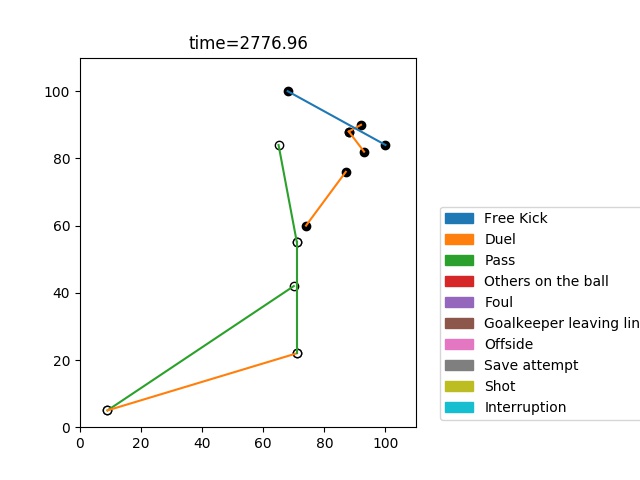 time=2776.96
100
80
60
40
20
0
0 20 40 60 80 100
Free Kick
Duel
Pass
Others on the ball
Foul
Goalkeeper leaving lin
Offside
Save attempt
Shot
Interruption